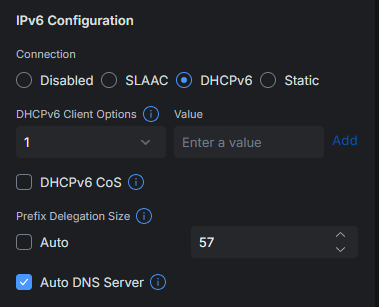 IPv6 Configuration
Connection
Disabled SLAAC DHCPv6 Static
DHCPv6 Client Options Value
1 Enter a value Add
DHCPv6 CoS
Prefix Delegation Size
Auto 57
Auto DNS Server